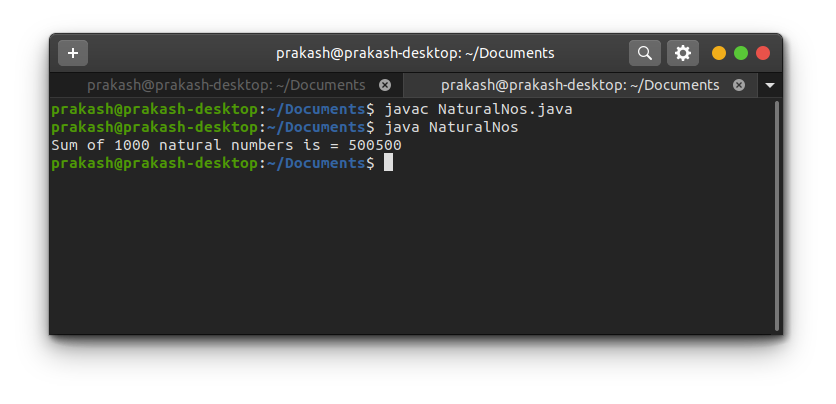 prakash@prakash-desktop: ~/Documents
prakash@prakash-desktop: ~/Documents
prakash@prakash-desktop: ~/Documents
prakash@prakash-desktop:~/Documents$ javac NaturalNos.java
prakash@prakash-desktop:~/Documents$ java NaturalNos
Sum of 1000 natural numbers is = 500500
prakash@prakash-desktop:~/Documents$